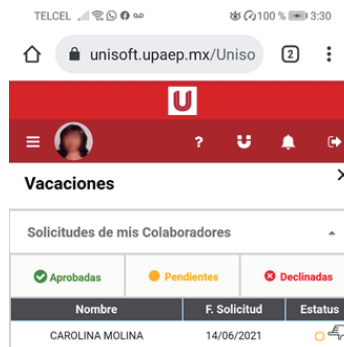 TELCEL 100 % 3:30
unisoft.upaep.mx/Uniso 2
U
?
Vacaciones
Solicitudes de mis Colaboradores
Aprobadas Pendientes Declinadas
Nombre F. Solicitud Estatus
CAROLINA MOLINA 14/06/2021